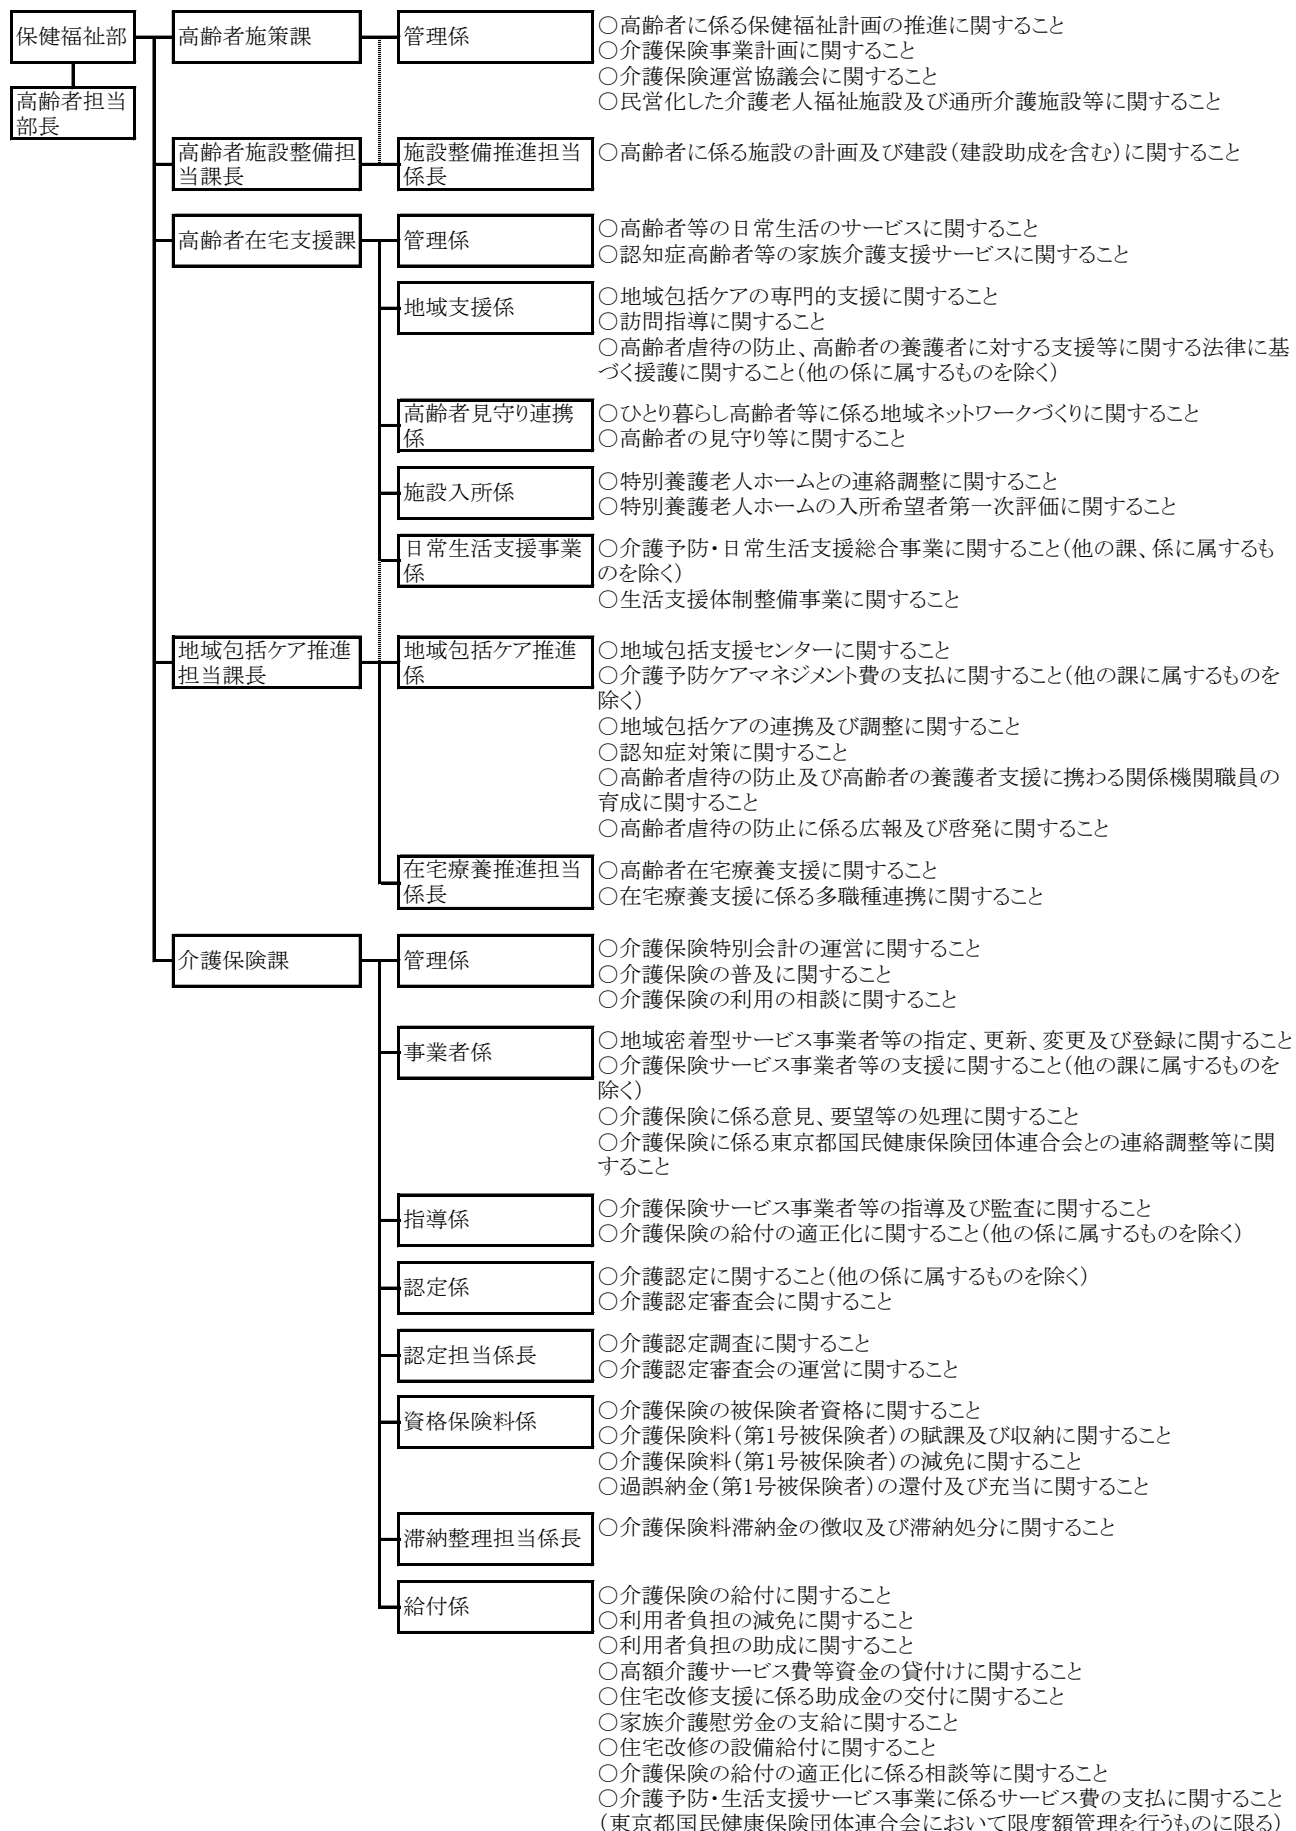 保健福祉部
高齢者担当
部長
高齢者施策課
管理係
○高齢者に係る保健福祉計画の推進に関すること
○介護保険事業計画に関すること
○介護保険運営協議会に関すること
○民営化した介護老人福祉施設及び通所介護施設等に関すること
高齢者施設整備担
当課長
施設整備推進担当
係長
○高齢者に係る施設の計画及び建設(建設助成を含む)に関すること
高齢者在宅支援課
管理係
○高齢者等の日常生活のサービスに関すること
○認知症高齢者等の家族介護支援サービスに関すること
地域支援係
○地域包括ケアの専門的支援に関すること
○訪問指導に関すること
○高齢者虐待の防止、高齢者の養護者に対する支援等に関する法律に基
づく援護に関すること(他の係に属するものを除く)
高齢者見守り連携
係
○ひとり暮らし高齢者等に係る地域ネットワークづくりに関すること
○高齢者の見守り等に関すること
施設入所係
○特別養護老人ホームとの連絡調整に関すること
○特別養護老人ホームの入所希望者第一次評価に関すること
日常生活支援事業
係
○介護予防・日常生活支援総合事業に関すること(他の課、係に属するも
のを除く)
○生活支援体制整備事業に関すること
地域包括ケア推進
担当課長
地域包括ケア推進
係
○地域包括支援センターに関すること
○介護予防ケアマネジメント費の支払に関すること(他の課に属するものを
除く)
○地域包括ケアの連携及び調整に関すること
○認知症対策に関すること
○高齢者虐待の防止及び高齢者の養護者支援に携わる関係機関職員の
育成に関すること
○高齢者虐待の防止に係る広報及び啓発に関すること
在宅療養推進担当
係長
○高齢者在宅療養支援に関すること
○在宅療養支援に係る多職種連携に関すること
介護保険課
管理係
○介護保険特別会計の運営に関すること
○介護保険の普及に関すること
○介護保険の利用の相談に関すること
事業者係
○地域密着型サービス事業者等の指定、更新、変更及び登録に関すること
○介護保険サービス事業者等の支援に関すること(他の課に属するものを
除く)
○介護保険に係る意見、要望等の処理に関すること
○介護保険に係る東京都国民健康保険団体連合会との連絡調整等に関
すること
指導係
○介護保険サービス事業者等の指導及び監査に関すること
○介護保険の給付の適正化に関すること(他の係に属するものを除く)
認定係
○介護認定に関すること(他の係に属するものを除く)
○介護認定審査会に関すること
認定担当係長
○介護認定調査に関すること
○介護認定審査会の運営に関すること
資格保険料係
○介護保険の被保険者資格に関すること
○介護保険料(第1号被保険者)の賦課及び収納に関すること
○介護保険料(第1号被保険者)の減免に関すること
○過誤納金(第1号被保険者)の還付及び充当に関すること
滞納整理担当係長
○介護保険料滞納金の徴収及び滞納処分に関すること
給付係
○介護保険の給付に関すること
○利用者負担の減免に関すること
○利用者負担の助成に関すること
○高額介護サービス費等資金の貸付けに関すること
○住宅改修支援に係る助成金の交付に関すること
○家族介護慰労金の支給に関すること
○住宅改修の設備給付に関すること
○介護保険の給付の適正化に係る相談等に関すること
○介護予防・生活支援サービス事業に係るサービス費の支払に関すること
(東京都国民健康保険団体連合会において限度額管理を行うものに限る)